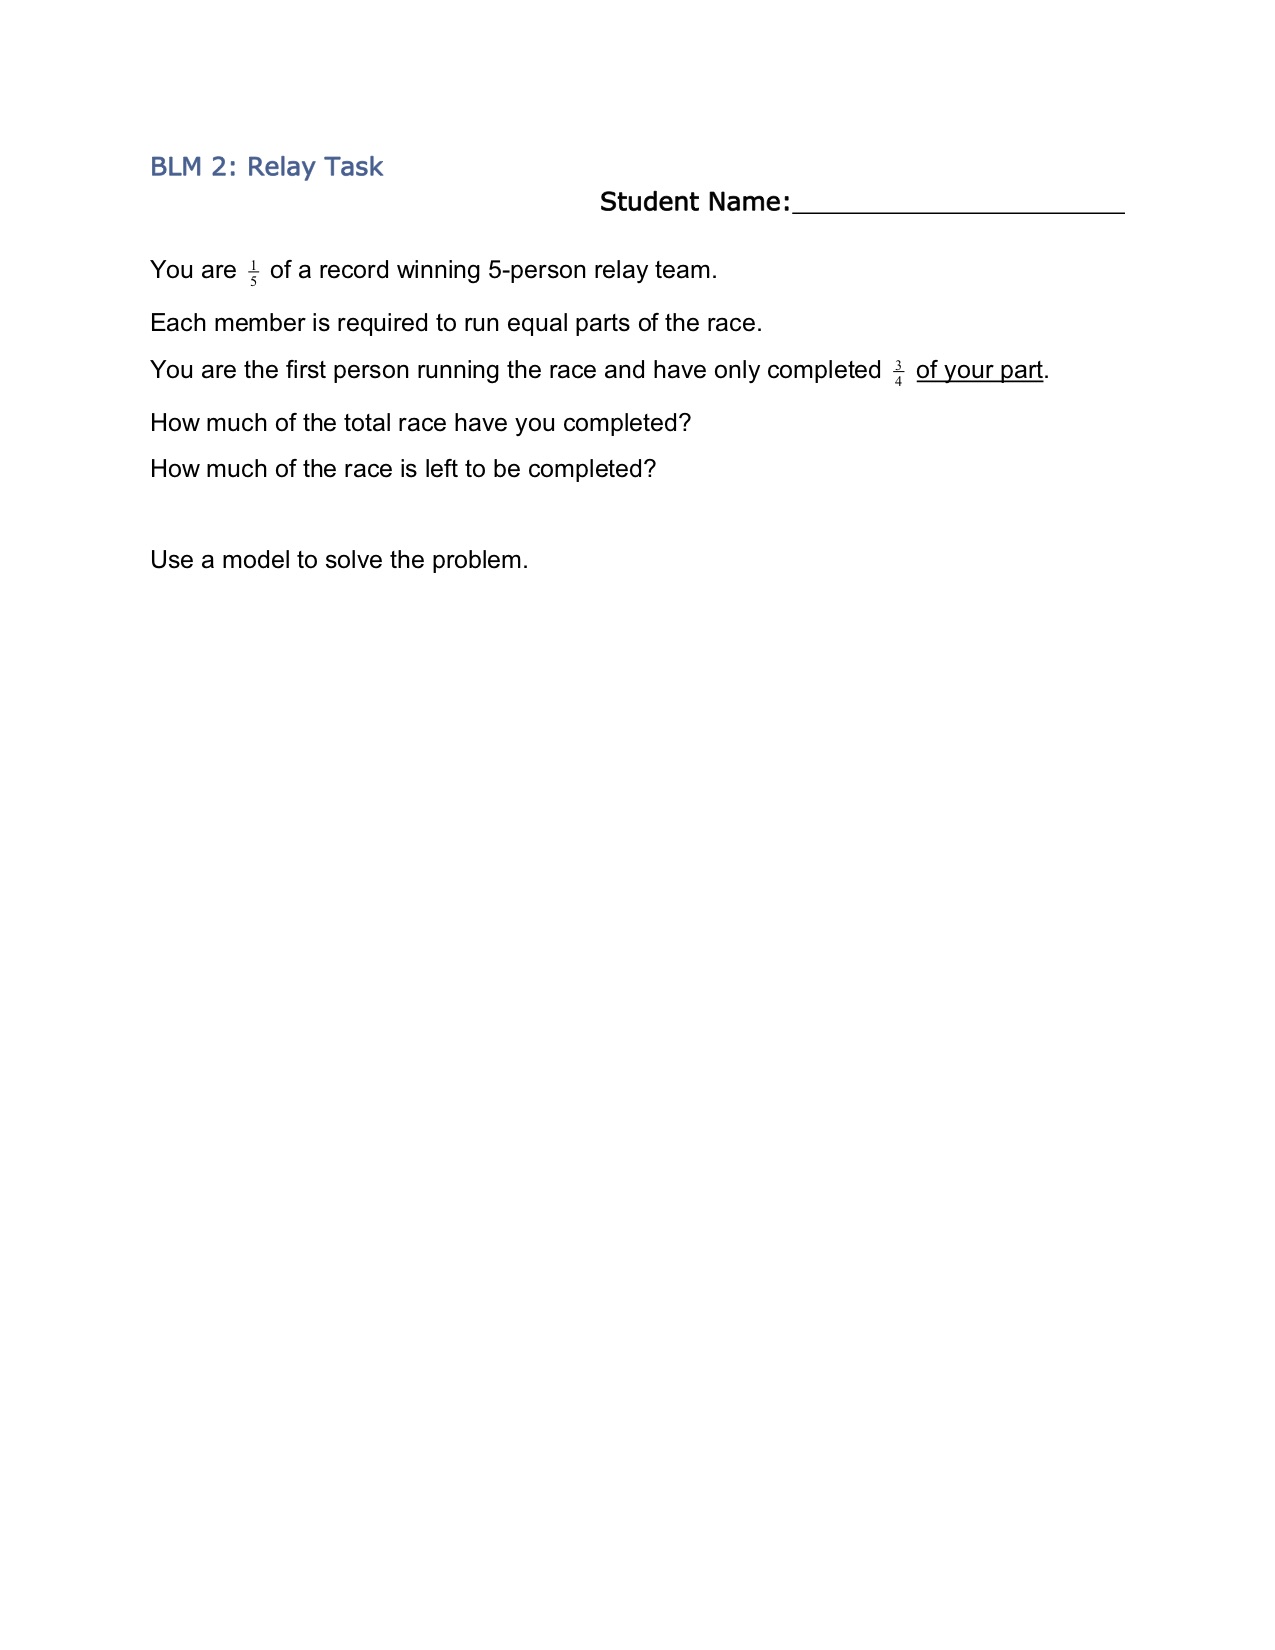 BLM 2: Relay Task
Student Name:________________________
You are 1/5 of a record winning 5-person relay team.
Each member is required to run equal parts of the race.
You are the first person running the race and have only completed 3/4 of your part.
How much of the total race have you completed?
How much of the race is left to be completed?
Use a model to solve the problem.